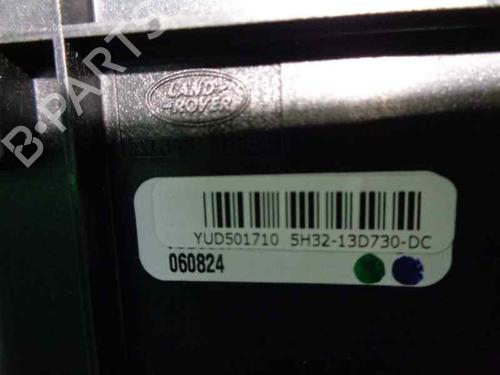 B-PARTS
LAND-
-ROVER
YUD501710 5H32-13D730-DC
060824